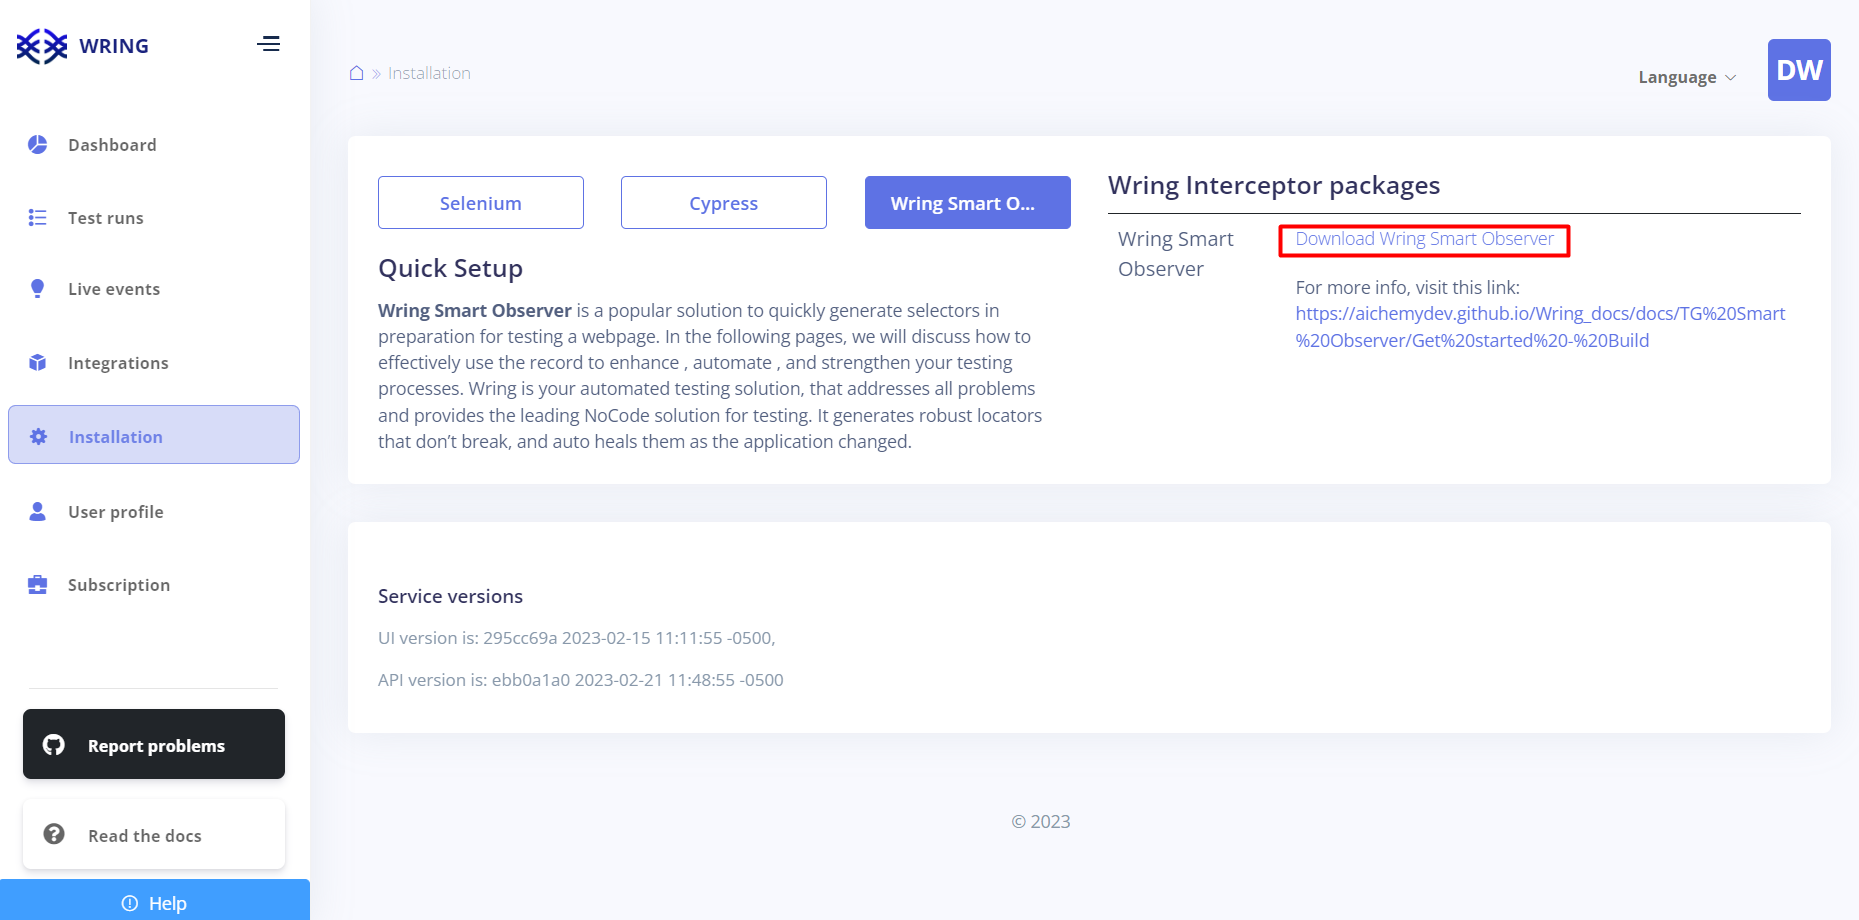 WRING
Dashboard
Test runs
Live events
Integrations
Installation
User profile
Subscription
Report problems
Read the docs
Help
» Installation
Language
DW
Selenium
Cypress
Wring Smart O...
Quick Setup
Wring Smart Observer is a popular solution to quickly generate selectors in
preparation for testing a webpage. In the following pages, we will discuss how to
effectively use the record to enhance , automate , and strengthen your testing
processes. Wring is your automated testing solution, that addresses all problems
and provides the leading NoCode solution for testing. It generates robust locators
that don’t break, and auto heals them as the application changed.
Wring Interceptor packages
Wring Smart
Observer
Download Wring Smart Observer
For more info, visit this link:
https://aichemydev.github.io/Wring_docs/docs/TG%20Smart
%20Observer/Get%20started%20-%20Build
Service versions
UI version is: 295cc69a 2023-02-15 11:11:55 -0500,
API version is: ebb0a1a0 2023-02-21 11:48:55 -0500
© 2023